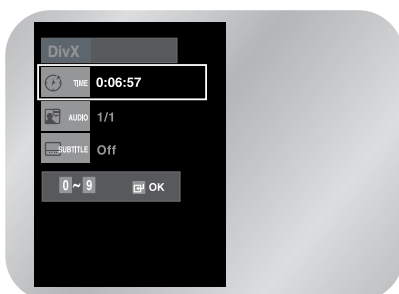 DivX
TIME 0:06:57
AUDIO 1/1
SUBTITLE Off
0 ~ 9 OK